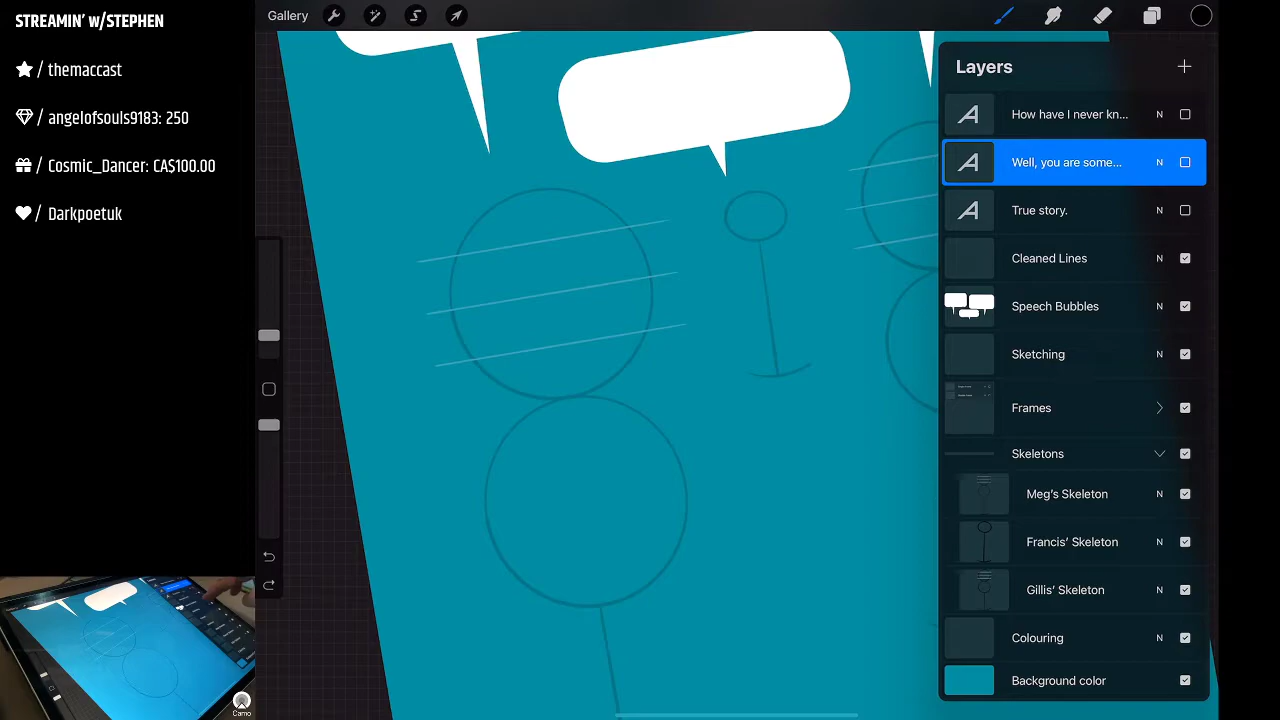 STREAMIN' w/STEPHEN
/ themaccast
/ angelofsouls9183: 250
/ Cosmic_Dancer: CA$100.00
/ Darkpoetuk
Camo
Gallery
Layers
How have I never kn... N
Well, you are some... N
True story. N
Cleaned Lines N
Speech Bubbles N
Sketching N
Frames
Skeletons
Meg's Skeleton N
Francis' Skeleton N
Gillis' Skeleton N
Colouring N
Background color